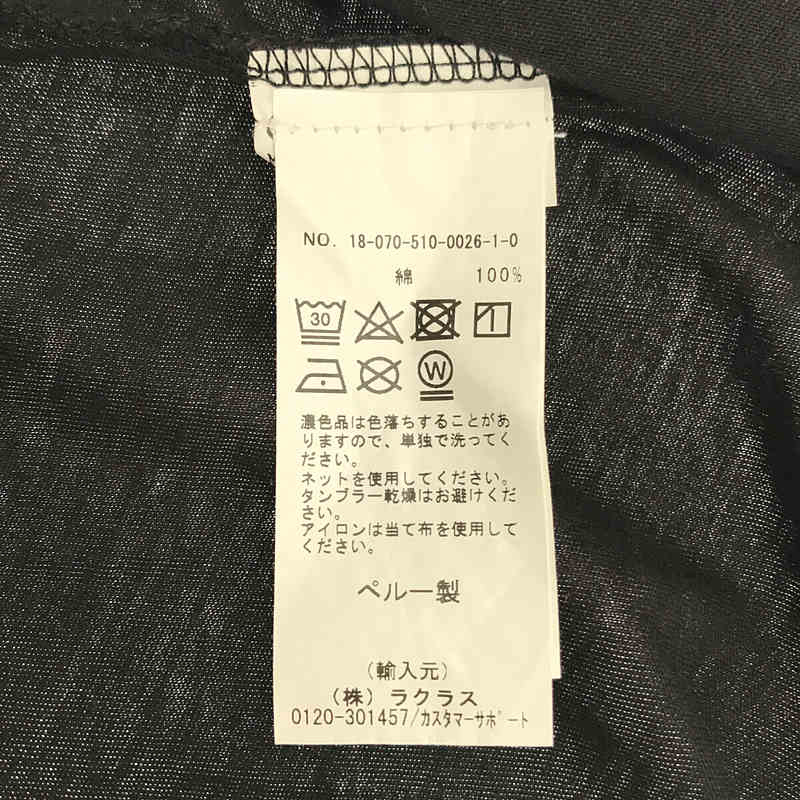 NO. 18-070-510-0026-1-0
綿 100%
30
W
濃色品は色落ちすることがあ
りますので、単独で洗ってく
ださい。
ネットを使用してください。
タンブラー乾燥はお避けくだ
さい。
アイロンは当て布を使用して
ください。
ペルー製
(輸入元)
(株)ラクラス
0120-301457/ｶｽﾀﾏｰｻﾎﾟｰﾄ